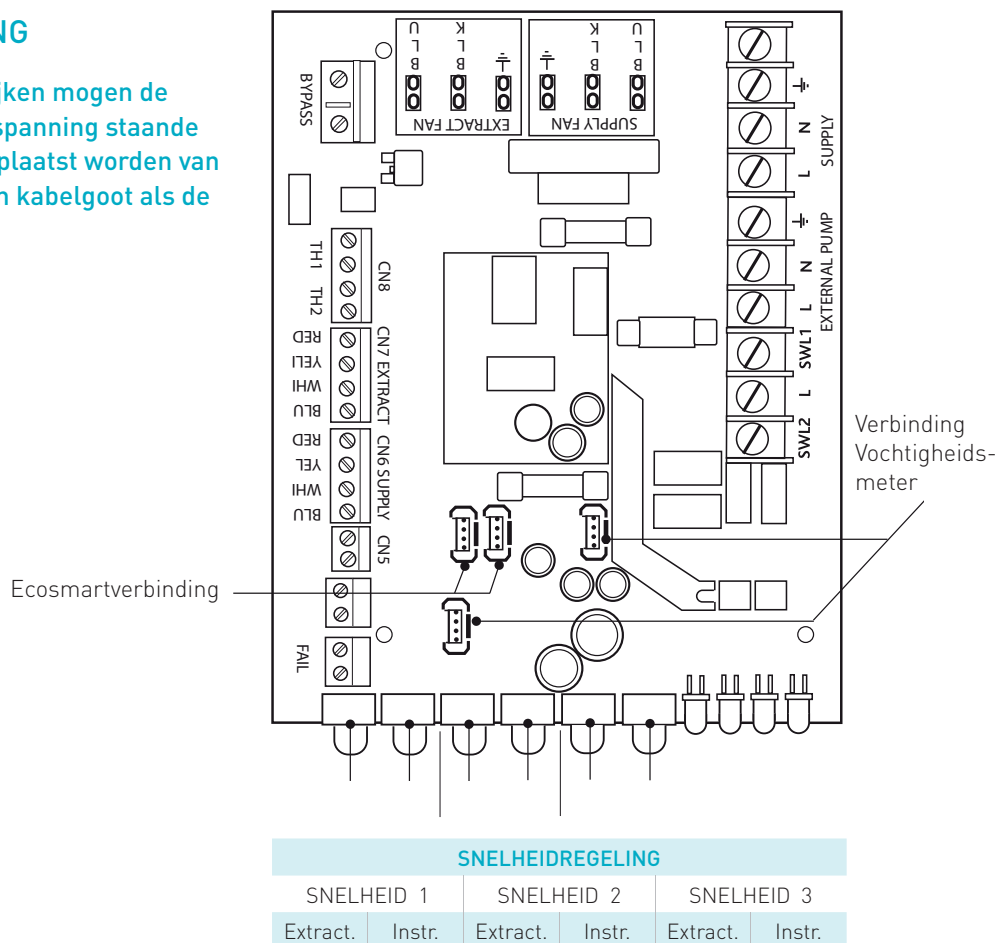 NG
jken mogen de
spanning staande
plaatst worden van
n kabelgoot als de
U L B
K L B
EXTRACT FAN
K L B
U L B
SUPPLY FAN
BYPASS
TH1
TH2
CN8
RED
YELI
WHI
BLU
CN7 EXTRACT
RED
YEL
WHI
BLU
CN6 SUPPLY
CN5
FAIL
N
L
SUPPLY
N
L
EXTERNAL PUMP
SWL1
L
SWL2
Verbinding
Vochtigheids-
meter
Ecosmartverbinding
SNELHEIDREGELING
SNELHEID 1 SNELHEID 2 SNELHEID 3
Extract. Instr. Extract. Instr. Extract. Instr.